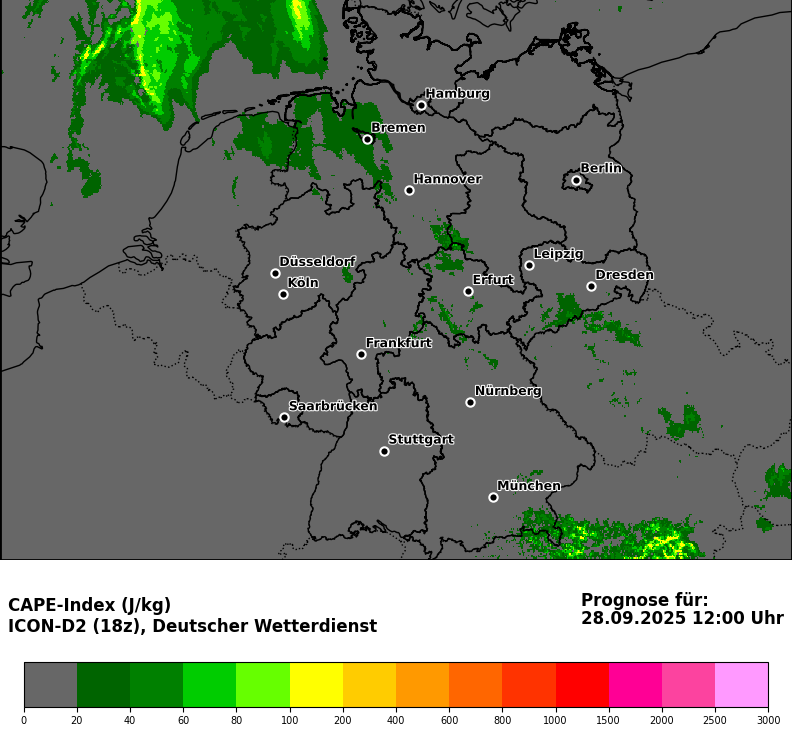 Hamburg
Bremen
Berlin
Hannover
Leipzig
Düsseldorf
Dresden
Köln
Erfurt
Frankfurt
Nürnberg
Saarbrücken
Stuttgart
München
CAPE-Index (J/kg)
ICON-D2 (18z), Deutscher Wetterdienst
Prognose für:
28.09.2025 12:00 Uhr
0 20 40 60 80 100 200 400 600 800 1000 1500 2000 2500 3000